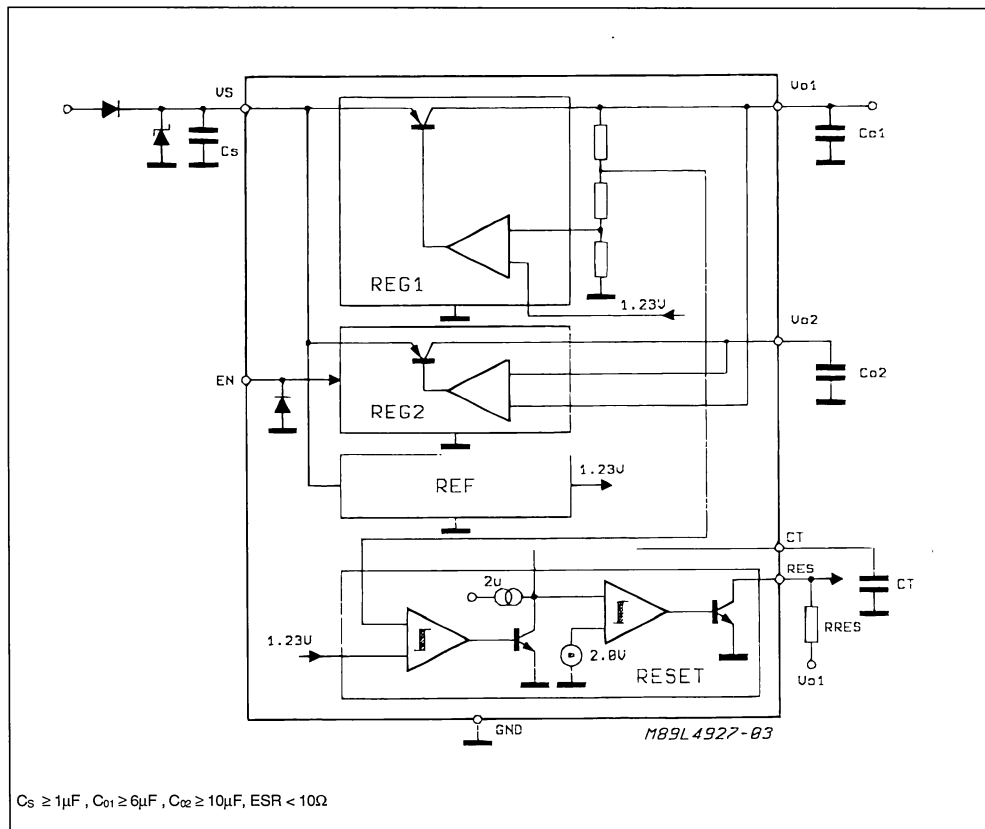 VS
Vo1
Cs
Co1
REG1
1.23V
Vo2
EN
Co2
REG2
1.23V
REF
CT
RES
2u
CT
1.23V
RRES
2.0V
RESET
Vo1
GND
M89L4927-03
CS ≥ 1µF , C01 ≥ 6µF , C02 ≥ 10µF, ESR < 10Ω